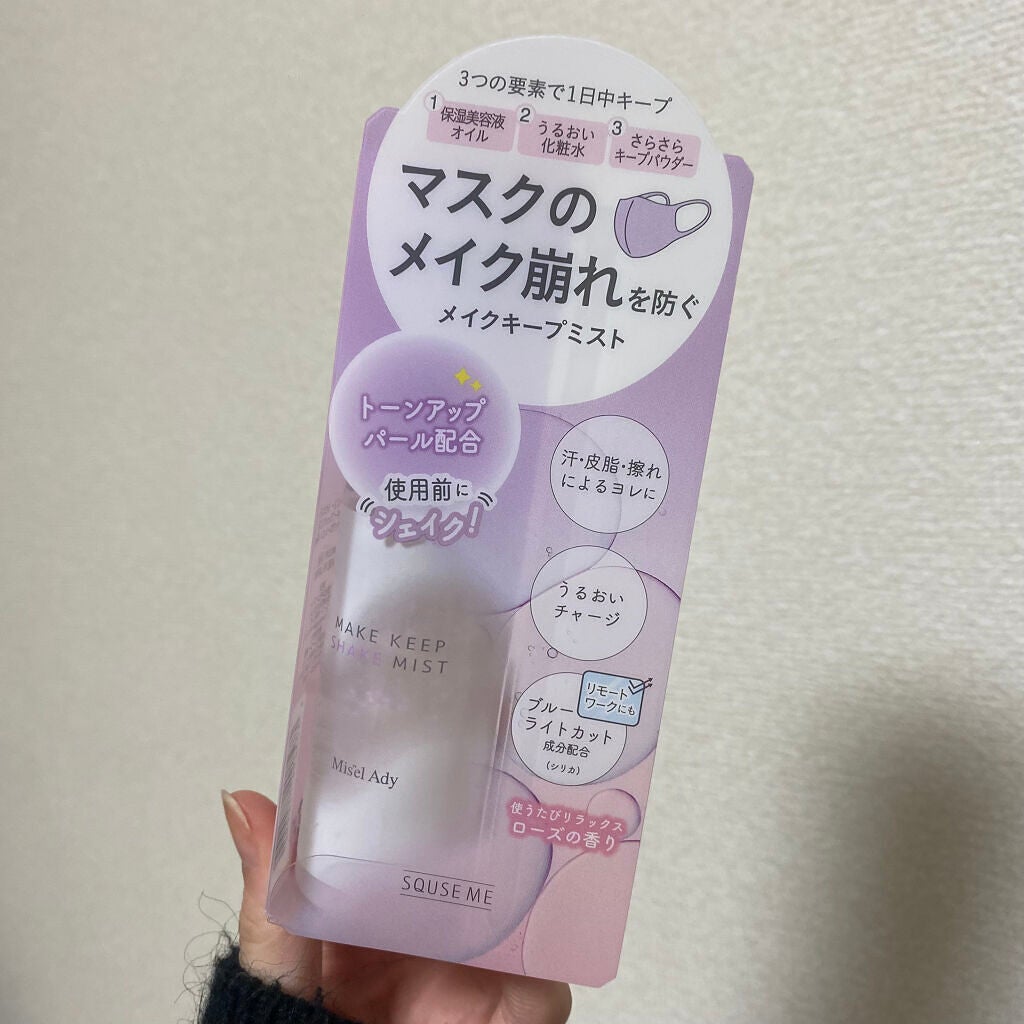 3つの要素で1日中キープ
1 保湿美容液
オイル
2 うるおい
化粧水
3 さらさら
キープパウダー
マスクの
メイク崩れを防ぐ
メイクキープミスト
トーンアップ
パール配合
使用前に
シェイク!
汗・皮脂・擦れ
によるヨレに
うるおい
チャージ
リモート
ワークにも
ブルー
ライトカット
成分配合
(シリカ)
使うたびリラックス
ローズの香り
MAKE KEEP
SHAKE MIST
Mis'el Ady
SQUSE ME